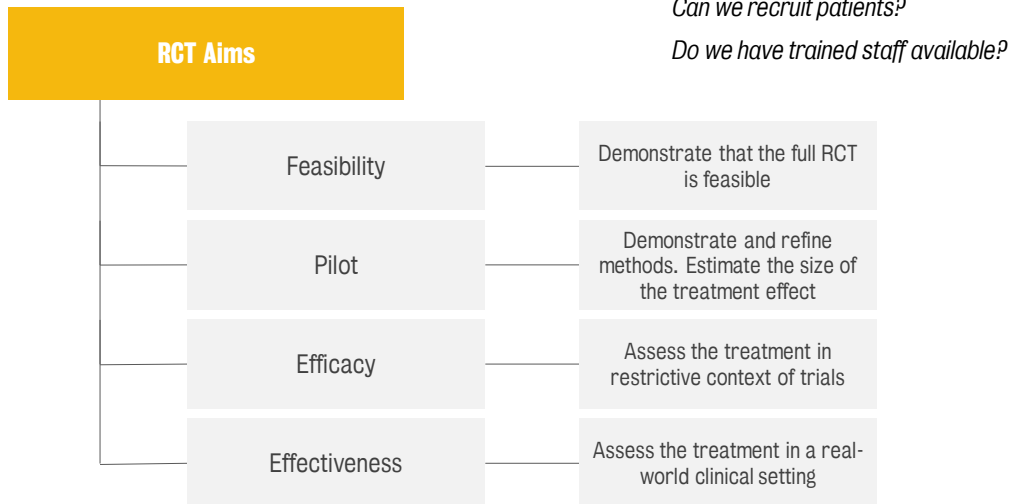 Can we recruit patients?
Do we have trained staff available?
RCT Aims
Feasibility
Demonstrate that the full RCT
is feasible
Pilot
Demonstrate and refine
methods. Estimate the size of
the treatment effect
Efficacy
Assess the treatment in
restrictive context of trials
Effectiveness
Assess the treatment in a real-
world clinical setting